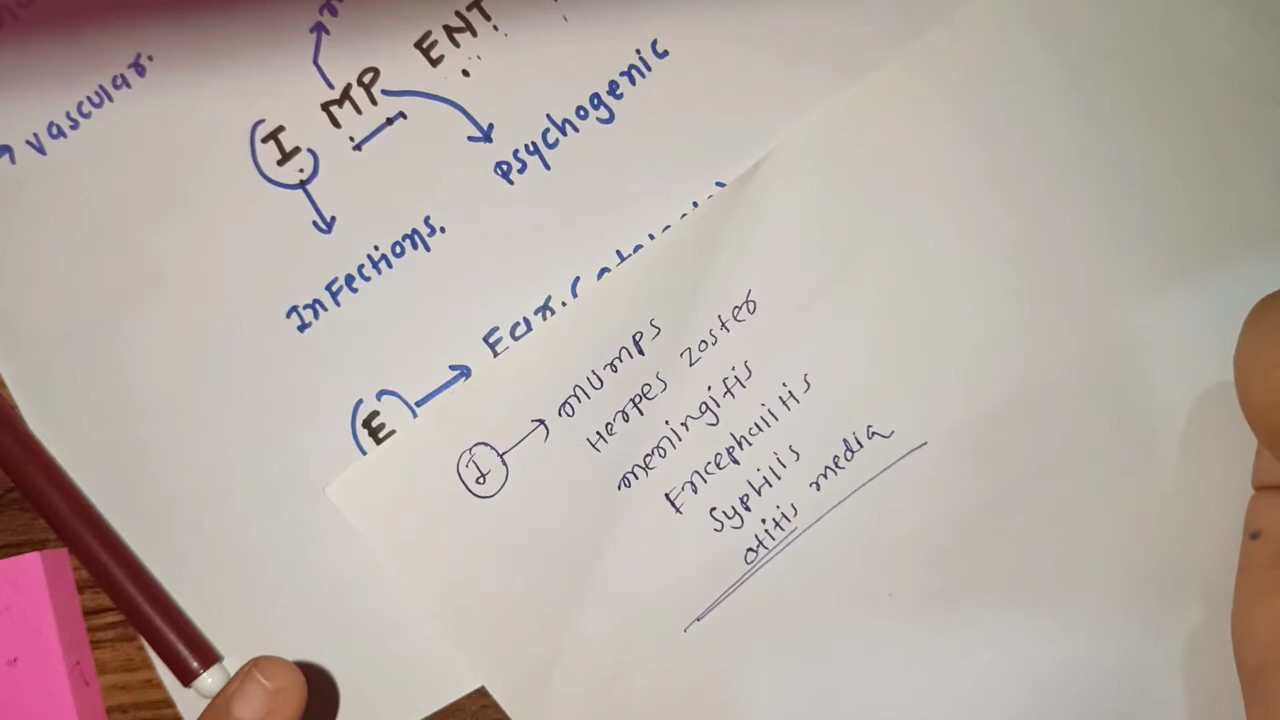 vascular.
I MP ENT
Psychogenic
Infections.
E → Ear.
I → mumps
Herpes zoster
meningitis
Encephalitis
Syphilis
otitis media